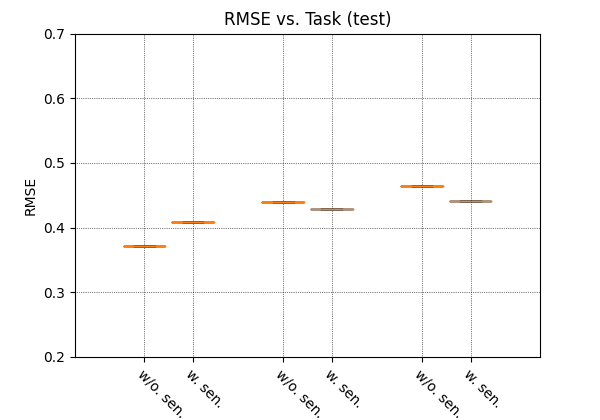 RMSE vs. Task (test)
0.7
0.6
0.5
0.4
0.3
0.2
RMSE
w/o. sen.
w. sen.
w/o. sen.
w. sen.
w/o. sen.
w. sen.